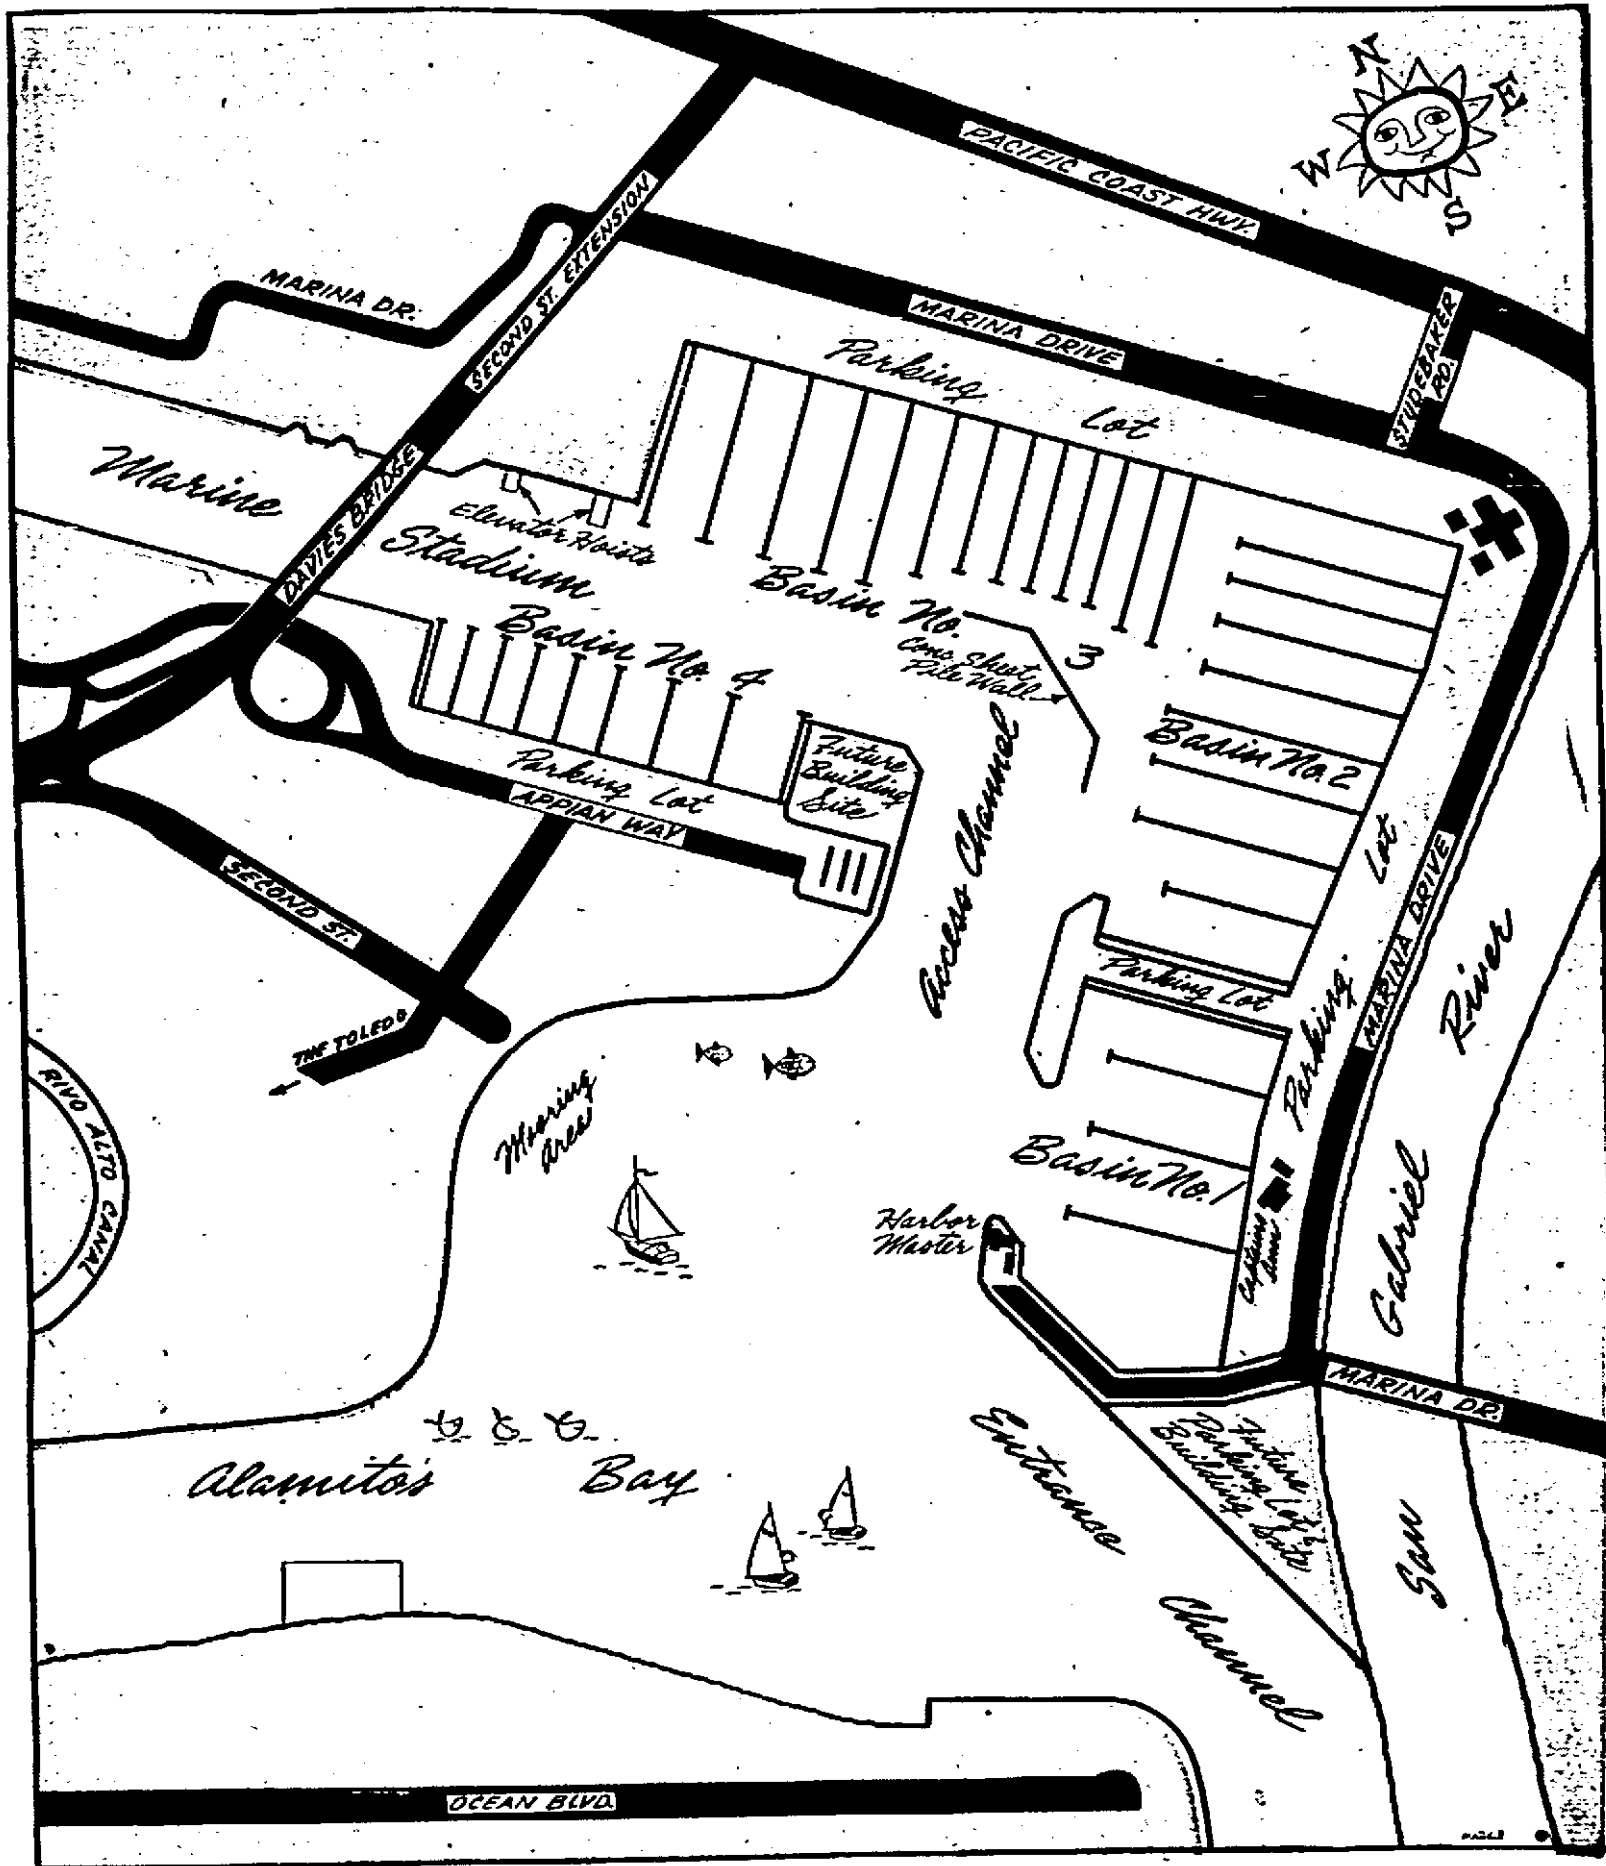 N
E
W
S
PACIFIC COAST HWY.
SECOND ST. EXTENSION
MARINA DR.
MARINA DRIVE
STUDEBAKER
RD.
Parking
Lot
Marine
DAVIES BRIDGE
Elevator Hoists
Stadium
Basin No.
3
Basin No. 4
Conc. Sheet
Pile Wall
Basin No. 2
Future
Building
Site
Parking Lot
APPIAN WAY
Access Channel
SECOND ST.
Parking Lot
MARINA DRIVE
Parking Lot
San Gabriel River
THE TOLEDO
RIVO ALTO CANAL
Mooring
Area
Basin No. 1
Harbor
Master
Captains
Inn
MARINA DR.
Future
Parking Lot &
Building Site
Entrance
Channel
Alamitos Bay
OCEAN BLVD.